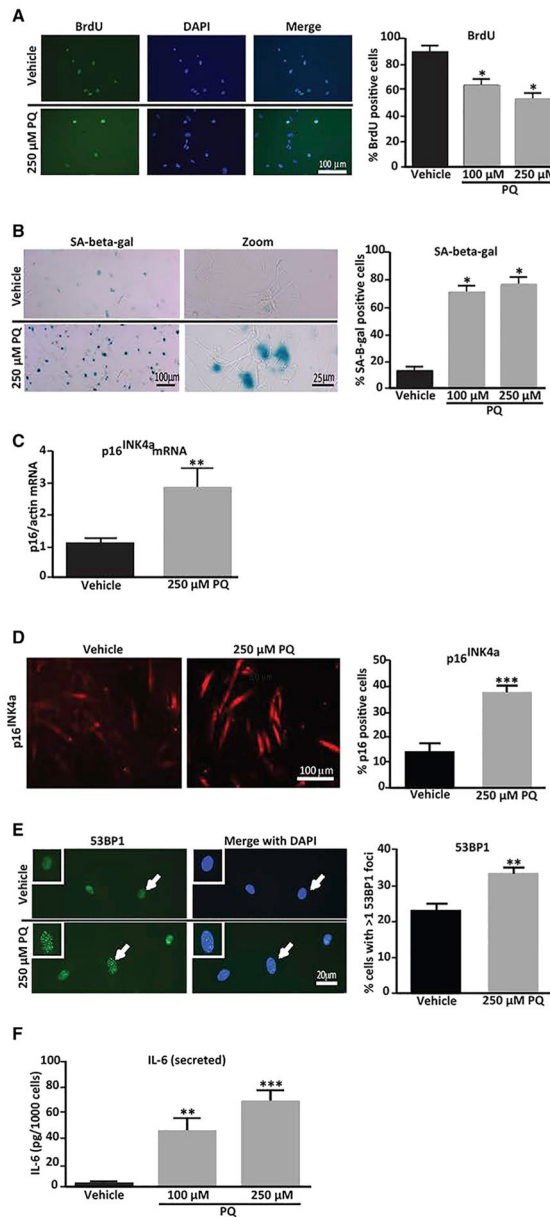 A
BrdU DAPI Merge
Vehicle
250 µM PQ
100 µm
BrdU
% BrdU positive cells
100
80
60
40
20
0
*
*
Vehicle 100 µM 250 µM
PQ
B
SA-beta-gal Zoom
Vehicle
250 µM PQ
100µm
25µm
SA-beta-gal
% SA-B-gal positive cells
100
80
60
40
20
0
*
*
Vehicle 100 µM 250 µM
PQ
C
p16INK4a mRNA
p16/actin mRNA
4
3
2
1
0
**
Vehicle 250 µM PQ
D
Vehicle 250 µM PQ
p16INK4a
100 µm
p16INK4a
% p16 positive cells
50
40
30
20
10
0
***
Vehicle 250 µM PQ
E
53BP1 Merge with DAPI
Vehicle
250 µM PQ
20µm
53BP1
% cells with >1 53BP1 foci
40
30
20
10
0
**
Vehicle 250 µM PQ
F
IL-6 (secreted)
IL-6 (pg/1000 cells)
100
80
60
40
20
0
**
***
Vehicle 100 µM 250 µM
PQ